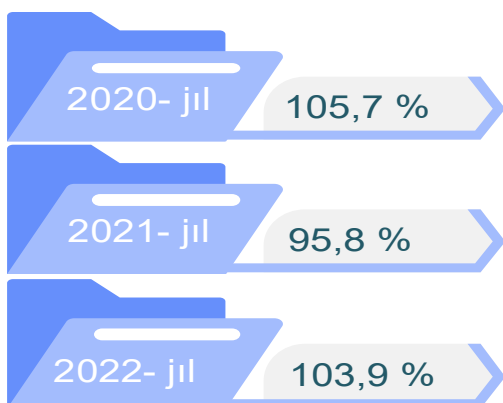 2020- jıl
105,7 %
2021- jıl
95,8 %
2022- jıl
103,9 %